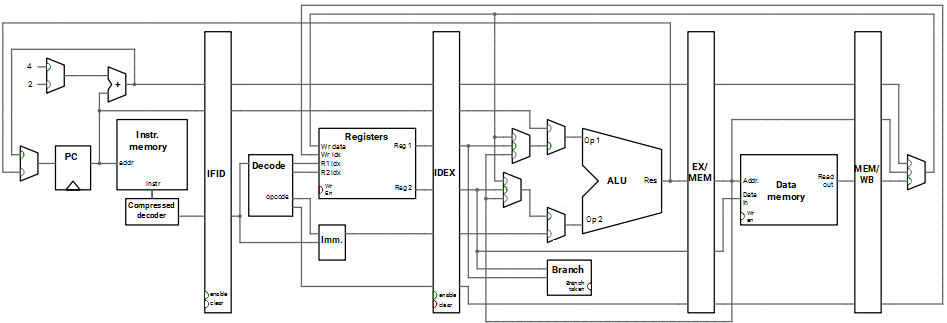 4
2
+
PC
Instr.
memory
addr
Instr
Compressed
decoder
IFID
enable
clear
Decode
opcode
Registers
Wr data
Wr idx
R1 idx
R2 idx
Wr
En
Reg 1
Reg 2
Imm.
IDEX
enable
clear
Op 1
ALU
Res
Op 2
Branch
Branch
taken
EX/
MEM
Addr.
Data
in
Wr
en
Data
memory
Read
out
MEM/
WB